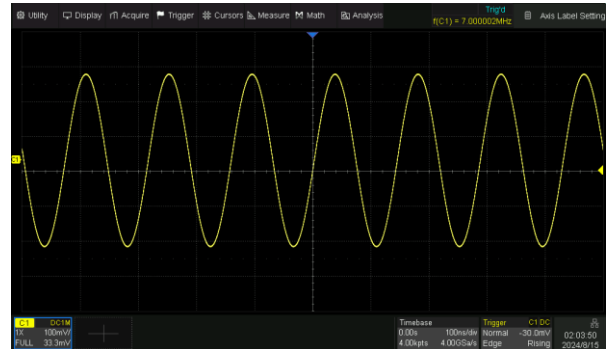 Utility Display Acquire Trigger Cursors Measure Math Analysis
Trig'd
f(C1) = 7.000002MHz
Axis Label Setting
C1
C1 DC1M
1X 100mV/
FULL 33.3mV
Timebase
0.00s 100ns/div
4.00kpts 4.00GSa/s
Trigger C1 DC
Normal -30.0mV
Edge Rising
02:03:50
2024/8/15